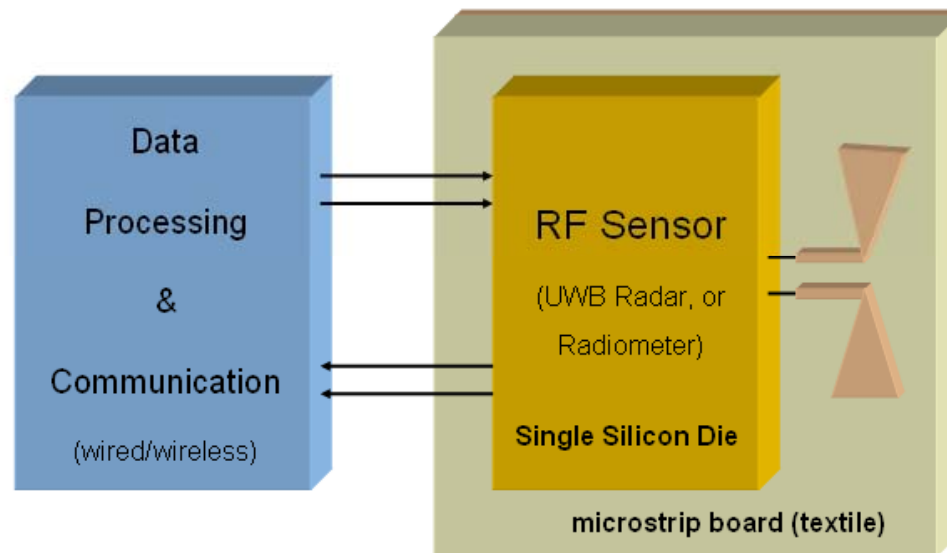 Data
Processing
&
Communication
(wired/wireless)
RF Sensor
(UWB Radar, or
Radiometer)
Single Silicon Die
microstrip board (textile)